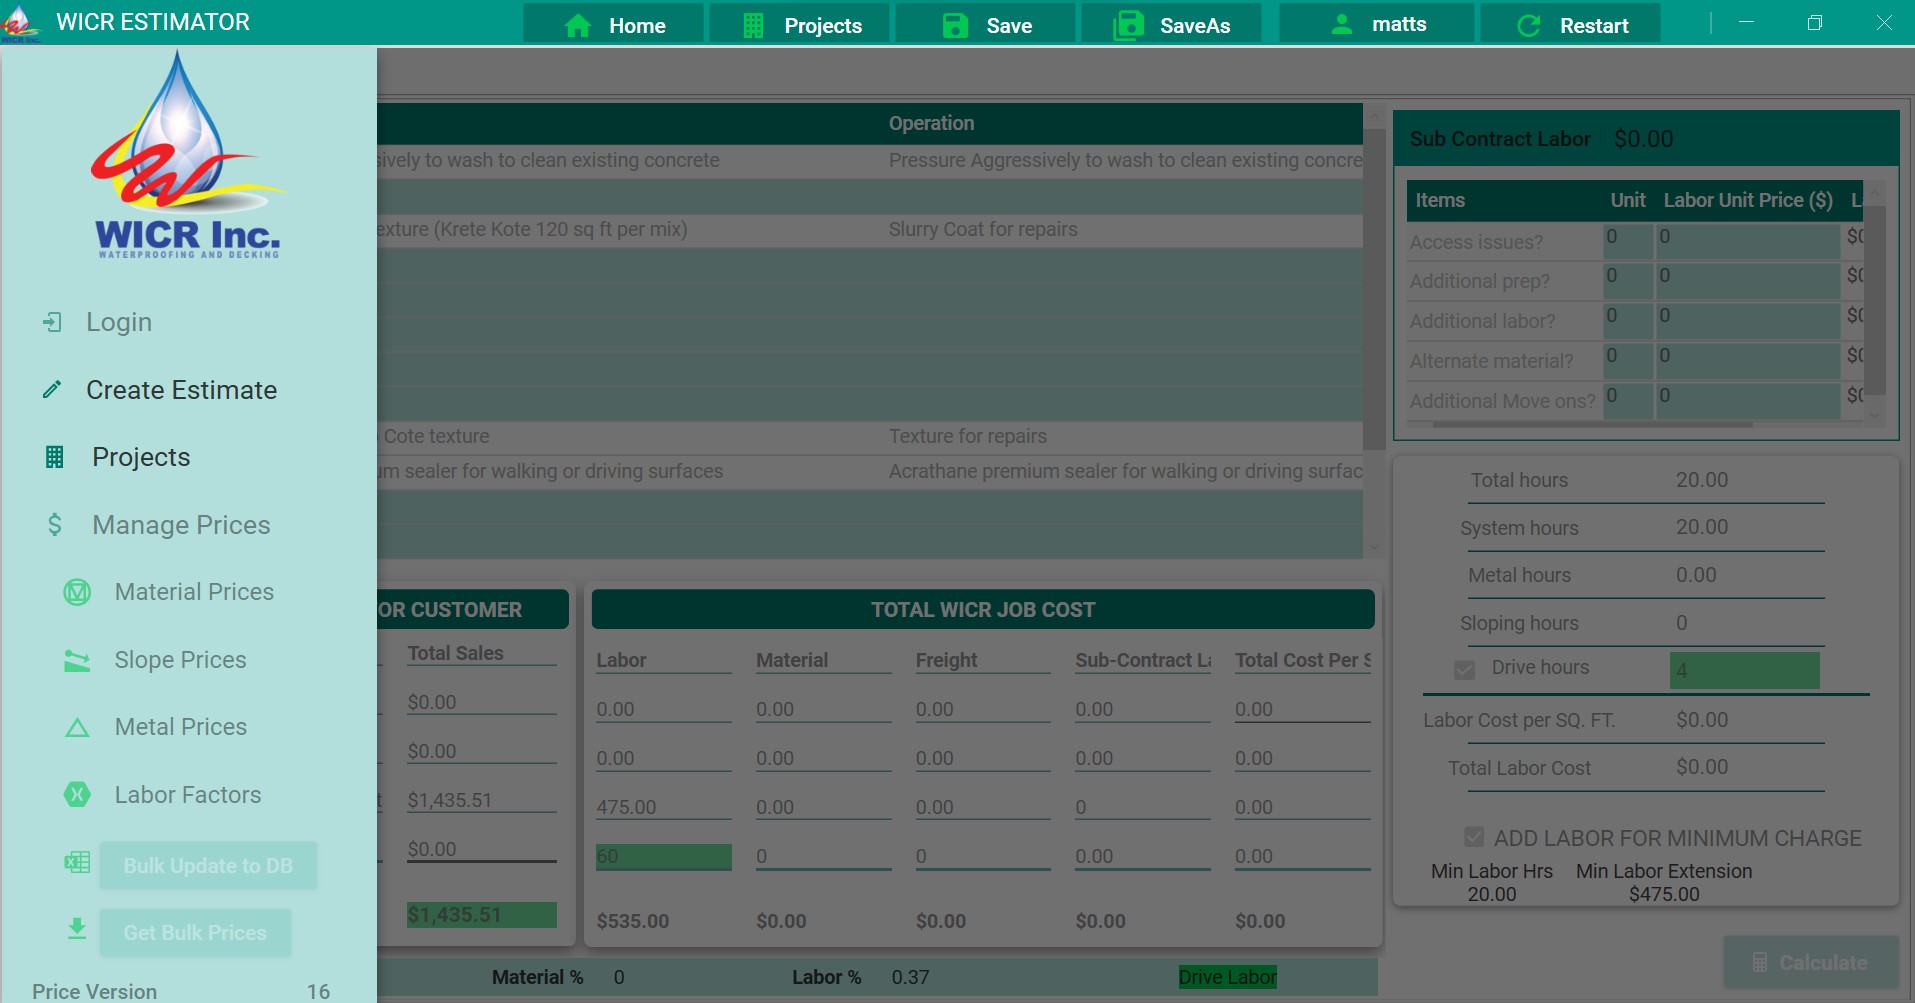 WICR ESTIMATOR
Home
Projects
Save
SaveAs
matts
Restart
WICR Inc.
WATERPROOFING AND DECKING
Login
Create Estimate
Projects
Manage Prices
Material Prices
Slope Prices
Metal Prices
Labor Factors
Bulk Update to DB
Get Bulk Prices
Price Version 16
Operation
sively to wash to clean existing concrete Pressure Aggressively to wash to clean existing concre
exture (Krete Kote 120 sq ft per mix) Slurry Coat for repairs
Cote texture Texture for repairs
um sealer for walking or driving surfaces Acrathane premium sealer for walking or driving surfac
OR CUSTOMER
Total Sales
$0.00
$0.00
t $1,435.51
$0.00
$1,435.51
TOTAL WICR JOB COST
Labor Material Freight Sub-Contract La Total Cost Per S
0.00 0.00 0.00 0.00 0.00
0.00 0.00 0.00 0.00 0.00
475.00 0.00 0.00 0 0.00
60 0 0 0.00 0.00
$535.00 $0.00 $0.00 $0.00 $0.00
Material % 0 Labor % 0.37 Drive Labor
Sub Contract Labor $0.00
Items Unit Labor Unit Price ($) L
Access issues? 0 0 $0
Additional prep? 0 0 $0
Additional labor? 0 0 $0
Alternate material? 0 0 $0
Additional Move ons? 0 0 $0
Total hours 20.00
System hours 20.00
Metal hours 0.00
Sloping hours 0
Drive hours 4
Labor Cost per SQ. FT. $0.00
Total Labor Cost $0.00
ADD LABOR FOR MINIMUM CHARGE
Min Labor Hrs Min Labor Extension
20.00 $475.00
Calculate